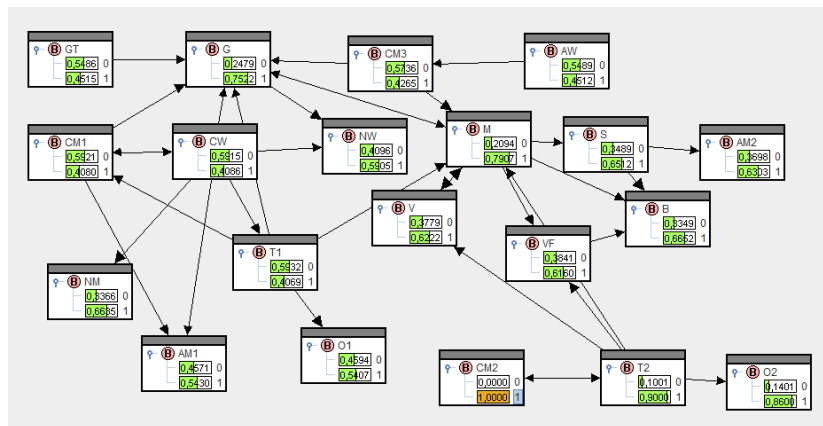 B GT
0,5486 0
0,4515 1
B G
0,2479 0
0,7522 1
B CM3
0,5736 0
0,4265 1
B AW
0,5489 0
0,4512 1
B CM1
0,5921 0
0,4080 1
B CW
0,5915 0
0,4086 1
B NW
0,4096 0
0,5905 1
B M
0,2094 0
0,7907 1
B S
0,3489 0
0,6512 1
B AM2
0,3698 0
0,6303 1
B V
0,3779 0
0,6222 1
B B
0,3349 0
0,6652 1
B T1
0,5932 0
0,4069 1
B VF
0,3841 0
0,6160 1
B NM
0,3366 0
0,6635 1
B AM1
0,4571 0
0,5430 1
B O1
0,4594 0
0,5407 1
B CM2
0,0000 0
1,0000 1
B T2
0,1001 0
0,9000 1
B O2
0,1401 0
0,8600 1